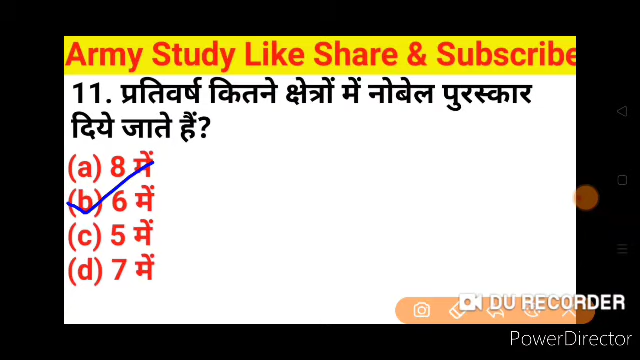 Army Study Like Share & Subscribe
11. प्रतिवर्ष कितने क्षेत्रों में नोबेल पुरस्कार
दिये जाते हैं?
(a) 8 में
(b) 6 में
(c) 5 में
(d) 7 में
DU RECORDER
PowerDirector